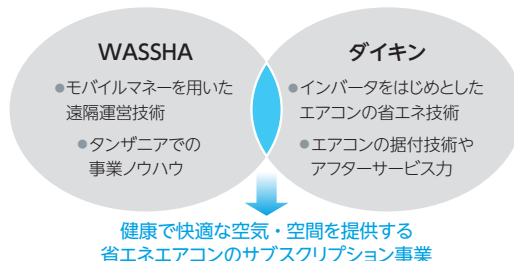 WASSHA
●モバイルマネーを用いた
遠隔運営技術
●タンザニアでの
事業ノウハウ
ダイキン
●インバータをはじめとした
エアコンの省エネ技術
●エアコンの据付技術や
アフターサービス力
健康で快適な空気・空間を提供する
省エネエアコンのサブスクリプション事業